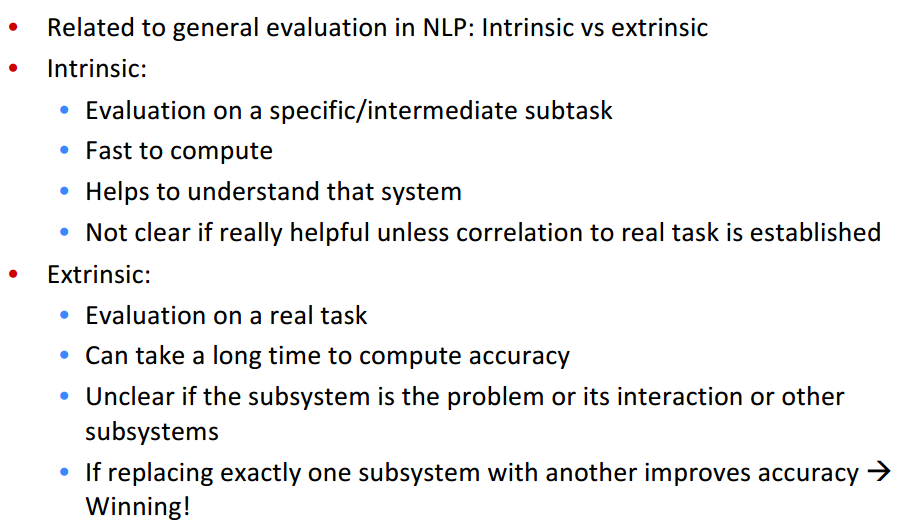 • Related to general evaluation in NLP: Intrinsic vs extrinsic
• Intrinsic:
• Evaluation on a specific/intermediate subtask
• Fast to compute
• Helps to understand that system
• Not clear if really helpful unless correlation to real task is established
• Extrinsic:
• Evaluation on a real task
• Can take a long time to compute accuracy
• Unclear if the subsystem is the problem or its interaction or other
subsystems
• If replacing exactly one subsystem with another improves accuracy →
Winning!